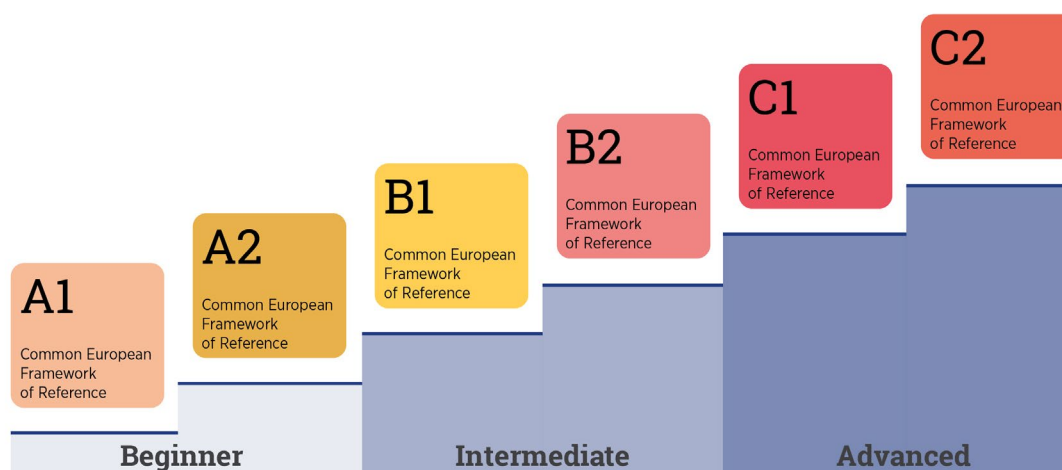 A1
Common European
Framework
of Reference
A2
Common European
Framework
of Reference
B1
Common European
Framework
of Reference
B2
Common European
Framework
of Reference
C1
Common European
Framework
of Reference
C2
Common European
Framework
of Reference
Beginner
Intermediate
Advanced